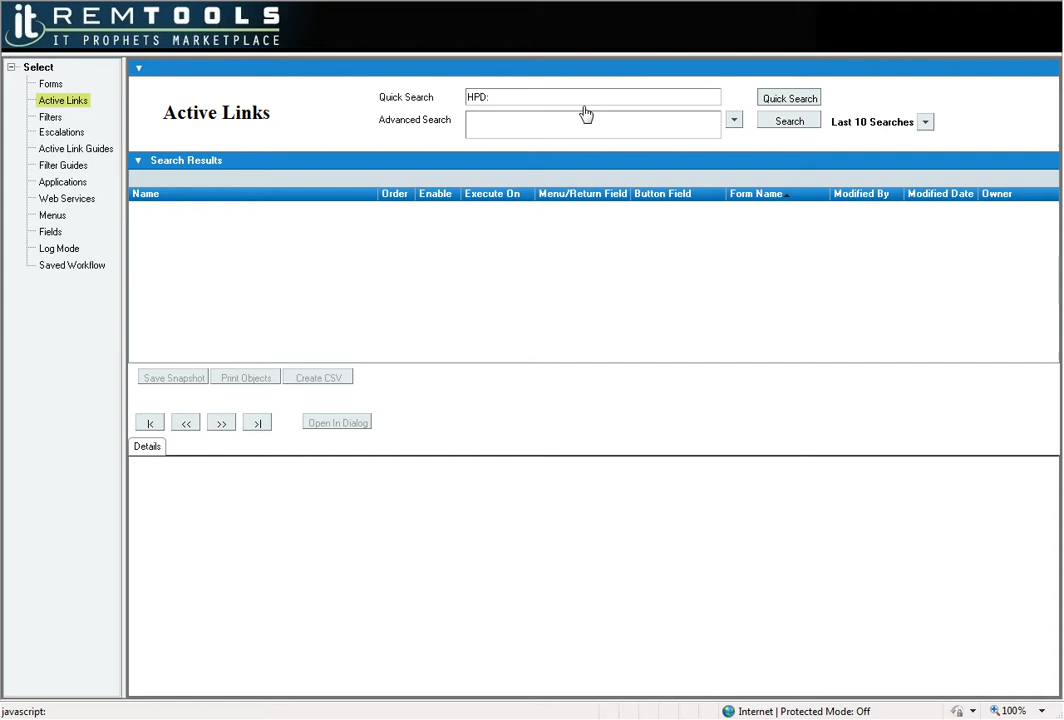 it REMTOOLS
IT PROPHETS MARKETPLACE
Select
Forms
Active Links
Filters
Escalations
Active Link Guides
Filter Guides
Applications
Web Services
Menus
Fields
Log Mode
Saved Workflow
Active Links
Quick Search HPD: Quick Search
Advanced Search Search Last 10 Searches
Search Results
Name Order Enable Execute On Menu/Return Field Button Field Form Name Modified By Modified Date Owner
Save Snapshot Print Objects Create CSV
|< << >> >| Open In Dialog
Details
javascript: Internet | Protected Mode: Off 100%